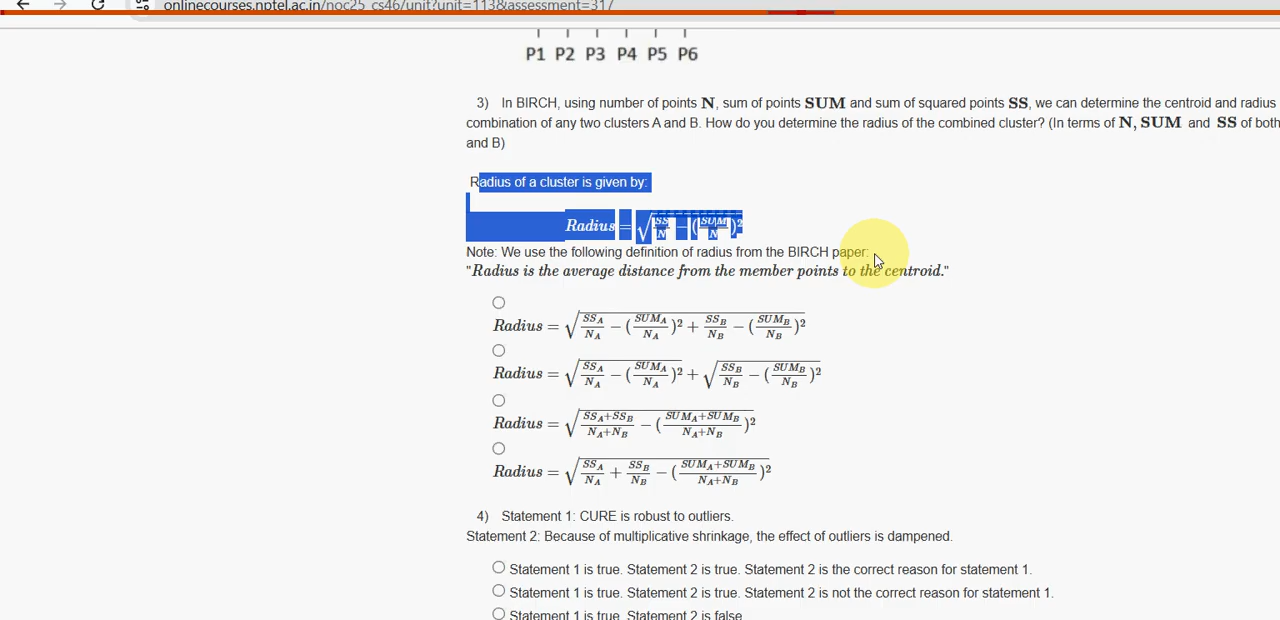 onlinecourses.nptel.ac.in/noc25_cs46/unit?unit=113&assessment=317
P1 P2 P3 P4 P5 P6
3) In BIRCH, using number of points N, sum of points SUM and sum of squared points SS, we can determine the centroid and radius
combination of any two clusters A and B. How do you determine the radius of the combined cluster? (In terms of N, SUM and SS of both
and B)
Radius of a cluster is given by:
Radius = √(SS/N − (SUM/N)²)
Note: We use the following definition of radius from the BIRCH paper:
"Radius is the average distance from the member points to the centroid."
Radius = √(SS_A/N_A − (SUM_A/N_A)² + SS_B/N_B − (SUM_B/N_B)²)
Radius = √(SS_A/N_A − (SUM_A/N_A)²) + √(SS_B/N_B − (SUM_B/N_B)²)
Radius = √((SS_A+SS_B)/(N_A+N_B) − ((SUM_A+SUM_B)/(N_A+N_B))²)
Radius = √(SS_A/N_A + SS_B/N_B − ((SUM_A+SUM_B)/(N_A+N_B))²)
4) Statement 1: CURE is robust to outliers.
Statement 2: Because of multiplicative shrinkage, the effect of outliers is dampened.
Statement 1 is true. Statement 2 is true. Statement 2 is the correct reason for statement 1.
Statement 1 is true. Statement 2 is true. Statement 2 is not the correct reason for statement 1.
Statement 1 is true. Statement 2 is false.